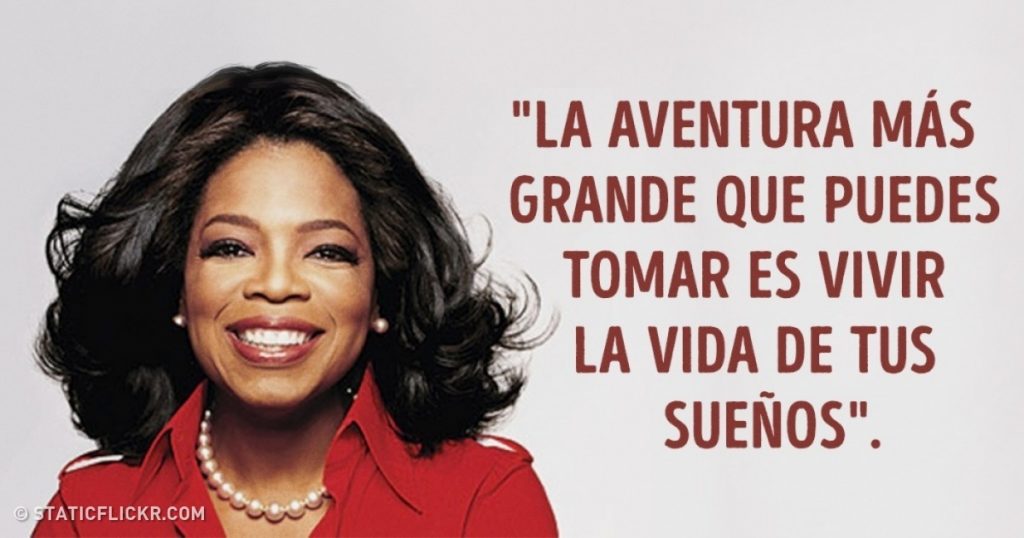 "LA AVENTURA MÁS
GRANDE QUE PUEDES
TOMAR ES VIVIR
LA VIDA DE TUS
SUEÑOS".
© STATICFLICKR.COM